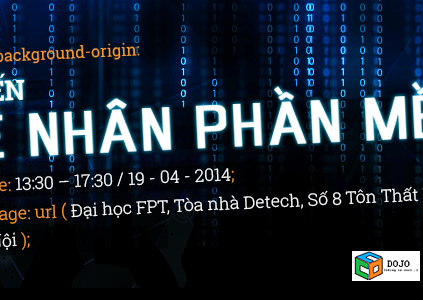 background-origin:
ẾN
NHÂN PHẦN MỀ
e: 13:30 – 17:30 / 19 - 04 - 2014;
age: url ( Đại học FPT, Tòa nhà Detech, Số 8 Tôn Thất
Nội );
DOJO